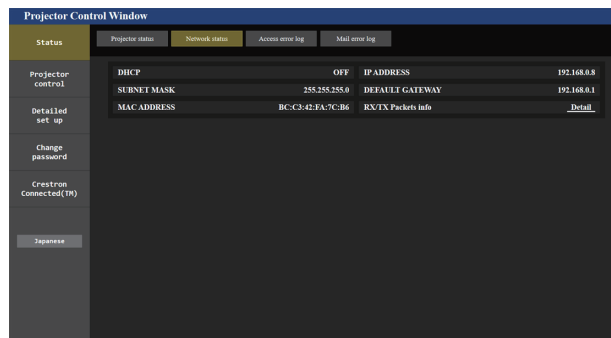 Projector Control Window
Status
Projector status
Network status
Access error log
Mail error log
Projector
control
Detailed
set up
Change
password
Crestron
Connected(TM)
Japanese
DHCP OFF IP ADDRESS 192.168.0.8
SUBNET MASK 255.255.255.0 DEFAULT GATEWAY 192.168.0.1
MAC ADDRESS BC:C3:42:FA:7C:B6 RX/TX Packets info Detail